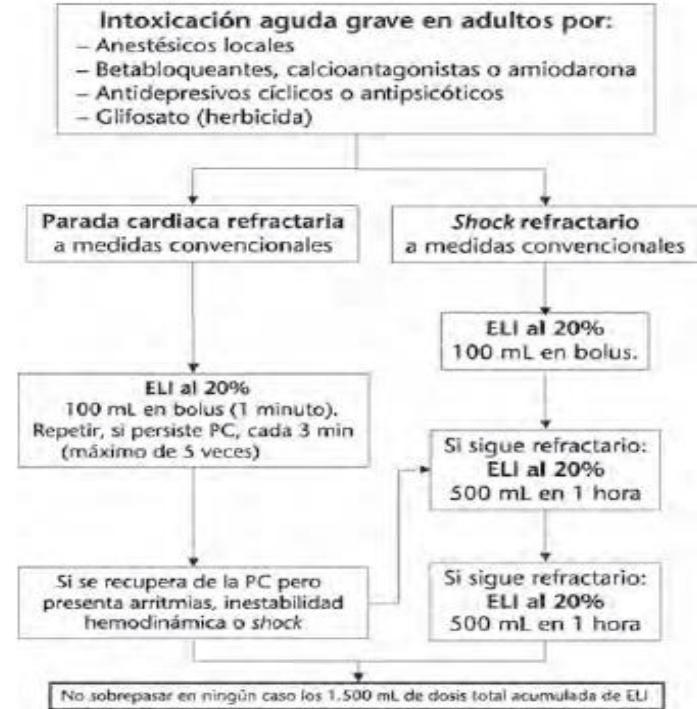 Intoxicación aguda grave en adultos por:
– Anestésicos locales
– Betabloqueantes, calcioantagonistas o amiodarona
– Antidepresivos cíclicos o antipsicóticos
– Glifosato (herbicida)
Parada cardiaca refractaria
a medidas convencionales
Shock refractario
a medidas convencionales
ELI al 20%
100 mL en bolus.
ELI al 20%
100 mL en bolus (1 minuto).
Repetir, si persiste PC, cada 3 min
(máximo de 5 veces)
Si sigue refractario:
ELI al 20%
500 mL en 1 hora
Si se recupera de la PC pero
presenta arritmias, inestabilidad
hemodinámica o shock
Si sigue refractario:
ELI al 20%
500 mL en 1 hora
No sobrepasar en ningún caso los 1.500 mL de dosis total acumulada de ELI